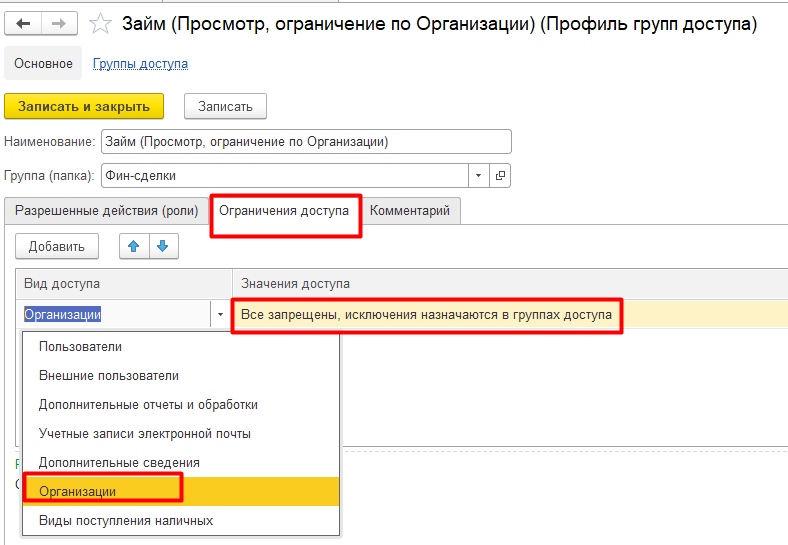 Займ (Просмотр, ограничение по Организации) (Профиль групп доступа)
Основное Группы доступа
Записать и закрыть Записать
Наименование: Займ (Просмотр, ограничение по Организации)
Группа (папка): Фин-сделки
Разрешенные действия (роли) Ограничения доступа Комментарий
Добавить
Вид доступа Значения доступа
Организации Все запрещены, исключения назначаются в группах доступа
Пользователи
Внешние пользователи
Дополнительные отчеты и обработки
Учетные записи электронной почты
Дополнительные сведения
Организации
Виды поступления наличных